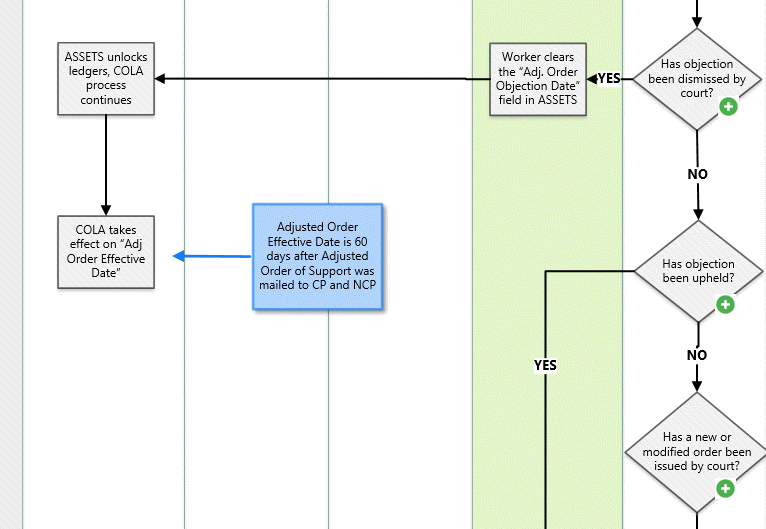 ASSETS unlocks
ledgers, COLA
process
continues
Worker clears
the “Adj. Order
Objection Date”
field in ASSETS
YES
Has objection
been dismissed by
court?
NO
COLA takes
effect on “Adj
Order Effective
Date”
Adjusted Order
Effective Date is 60
days after Adjusted
Order of Support was
mailed to CP and NCP
Has objection
been upheld?
YES
NO
Has a new or
modified order been
issued by court?